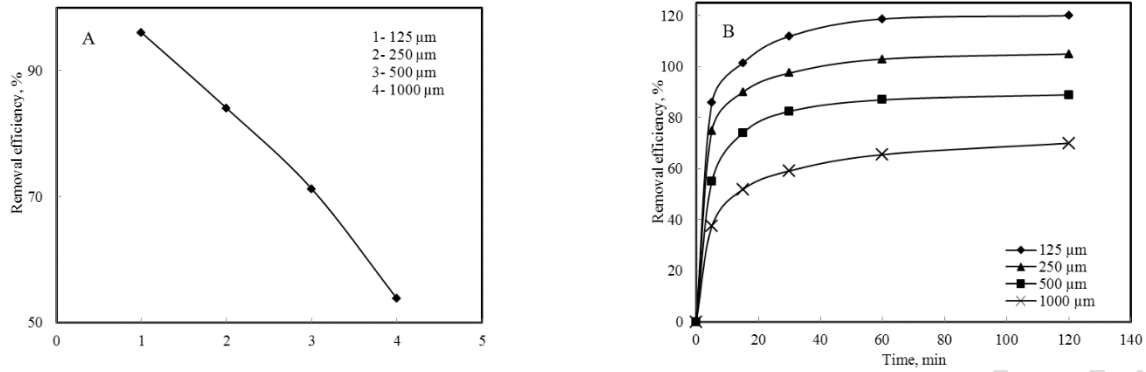 A
1- 125 µm
2- 250 µm
3- 500 µm
4- 1000 µm
Removal efficiency, %
90
70
50
0 1 2 3 4 5
B
Removal efficiency, %
120
100
80
60
40
20
0
125 µm
250 µm
500 µm
1000 µm
0 20 40 60 80 100 120 140
Time, min